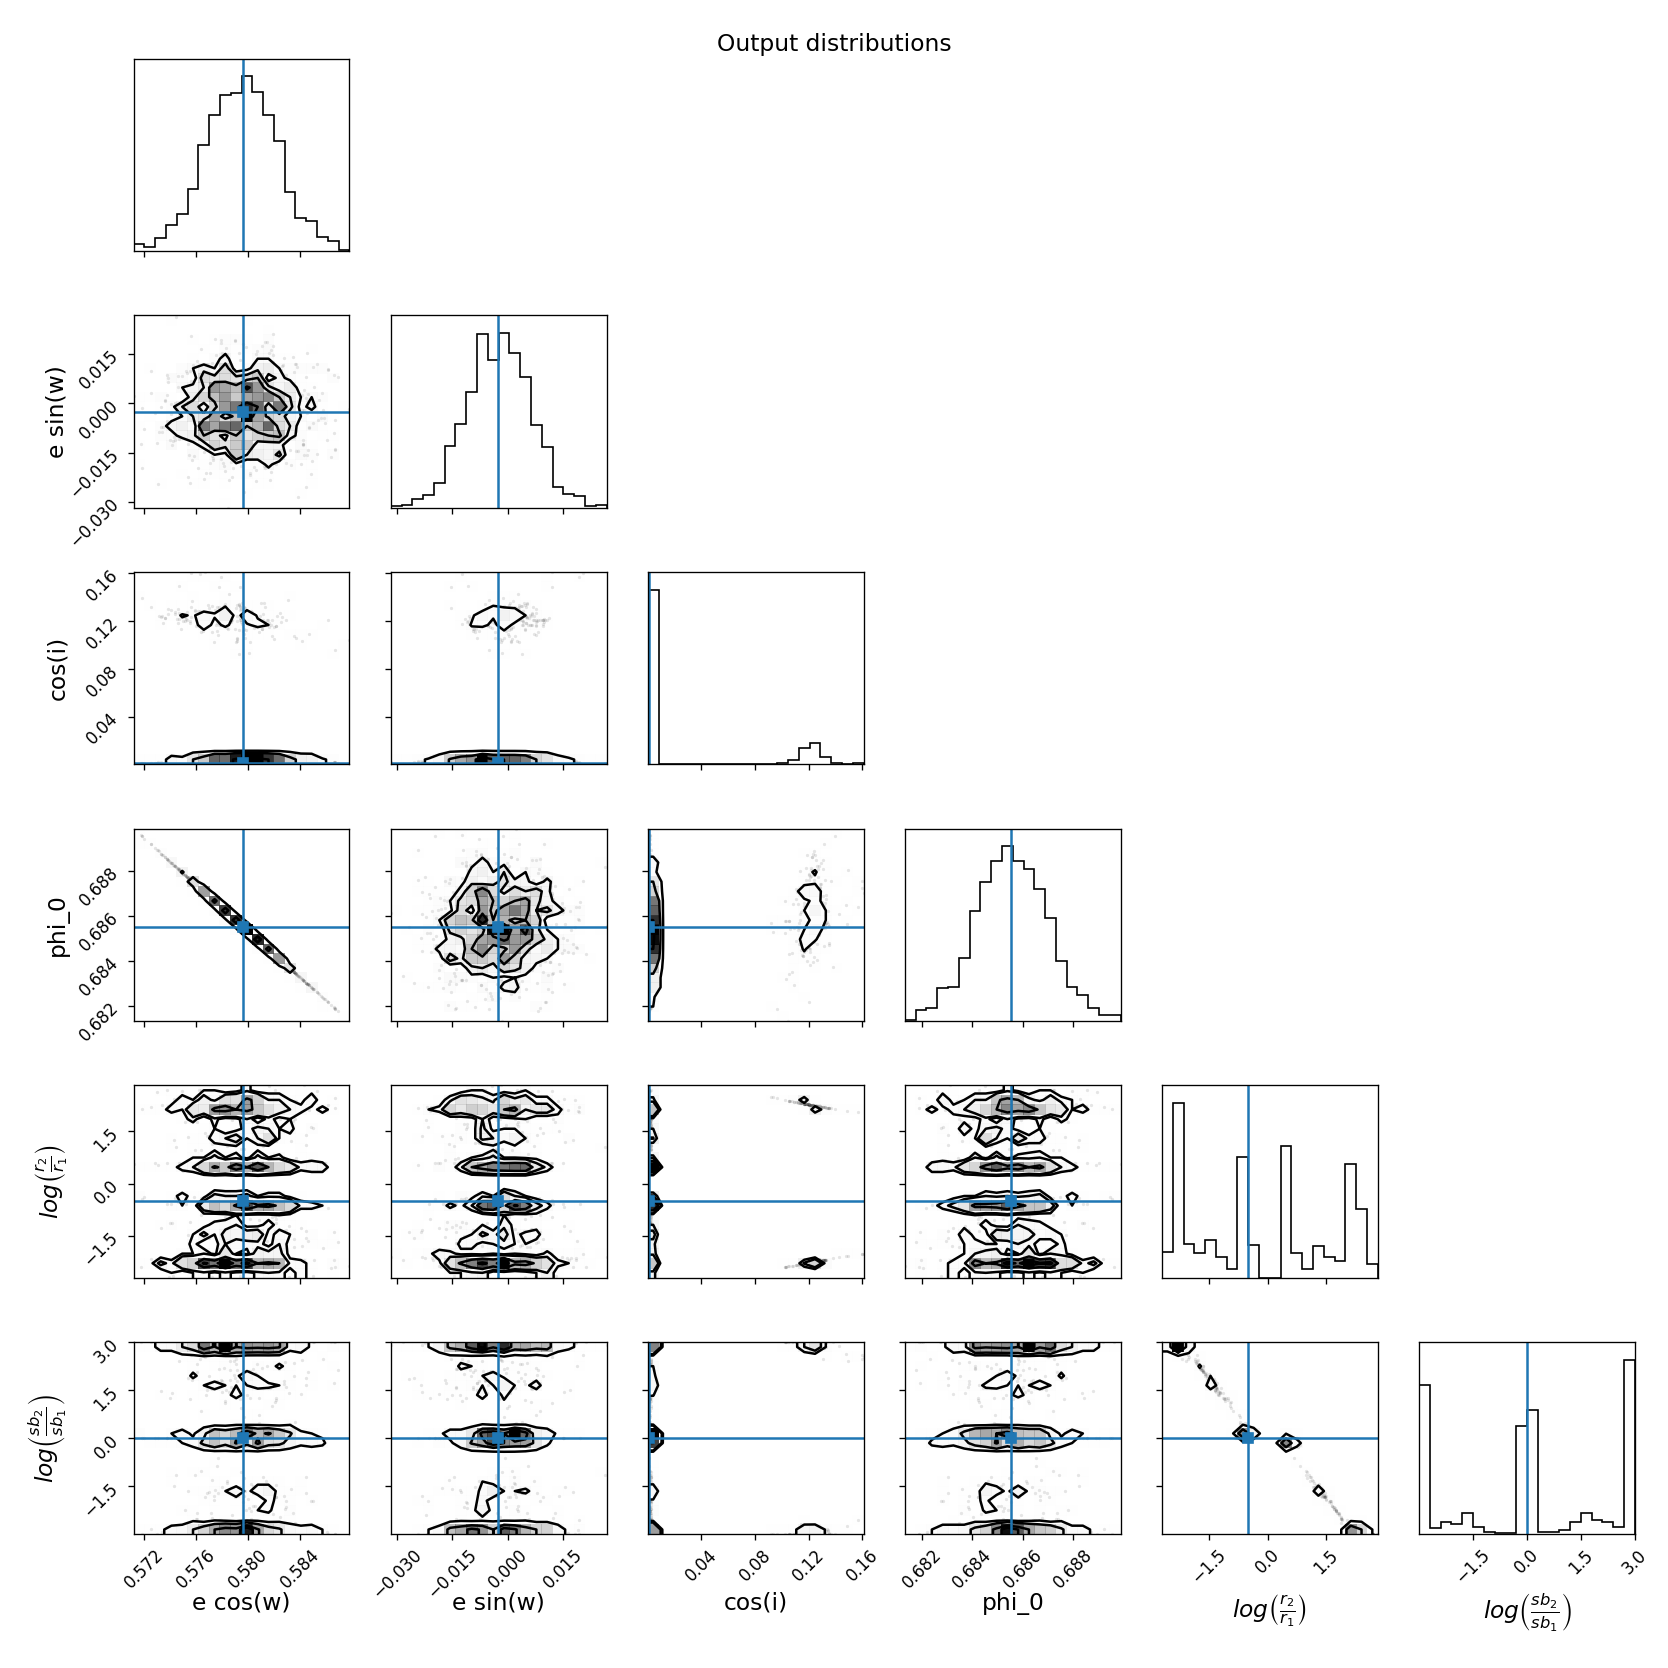 Output distributions
e sin(w)
0.015
0.000
−0.015
−0.030
cos(i)
0.16
0.12
0.08
0.04
phi_0
0.688
0.686
0.684
0.682
log(r₂/r₁)
1.5
0.0
−1.5
log(sb₂/sb₁)
3.0
1.5
0.0
−1.5
0.572 0.576 0.580 0.584 −0.030 −0.015 0.000 0.015 0.04 0.08 0.12 0.16 0.682 0.684 0.686 0.688 −1.5 0.0 1.5 −1.5 0.0 1.5 3.0
e cos(w) e sin(w) cos(i) phi_0 log(r₂/r₁) log(sb₂/sb₁)